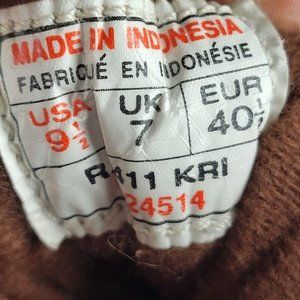 MADE IN INDONESIA
FABRIQUÉ EN INDONÉSIE
USA UK EUR
9½ 7 40½
KRI
24514